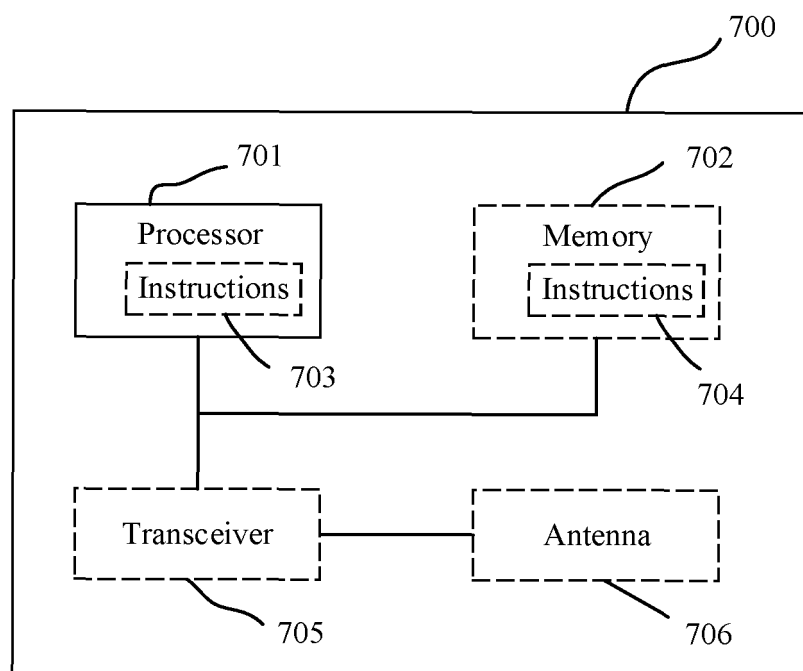 700
701
702
Processor
Memory
Instructions
Instructions
703
704
Transceiver
Antenna
705
706